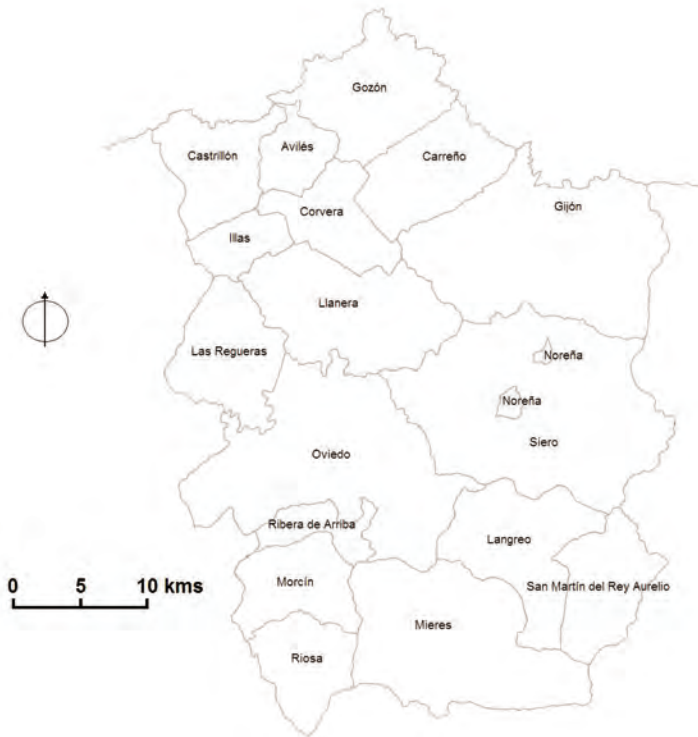 Gozón
Avilés
Castrillón
Carreño
Corvera
Gijón
Illas
Llanera
Las Regueras
Noreña
Noreña
Siero
Oviedo
Ribera de Arriba
Langreo
0 5 10 kms
Morcín
San Martín del Rey Aurelio
Mieres
Riosa